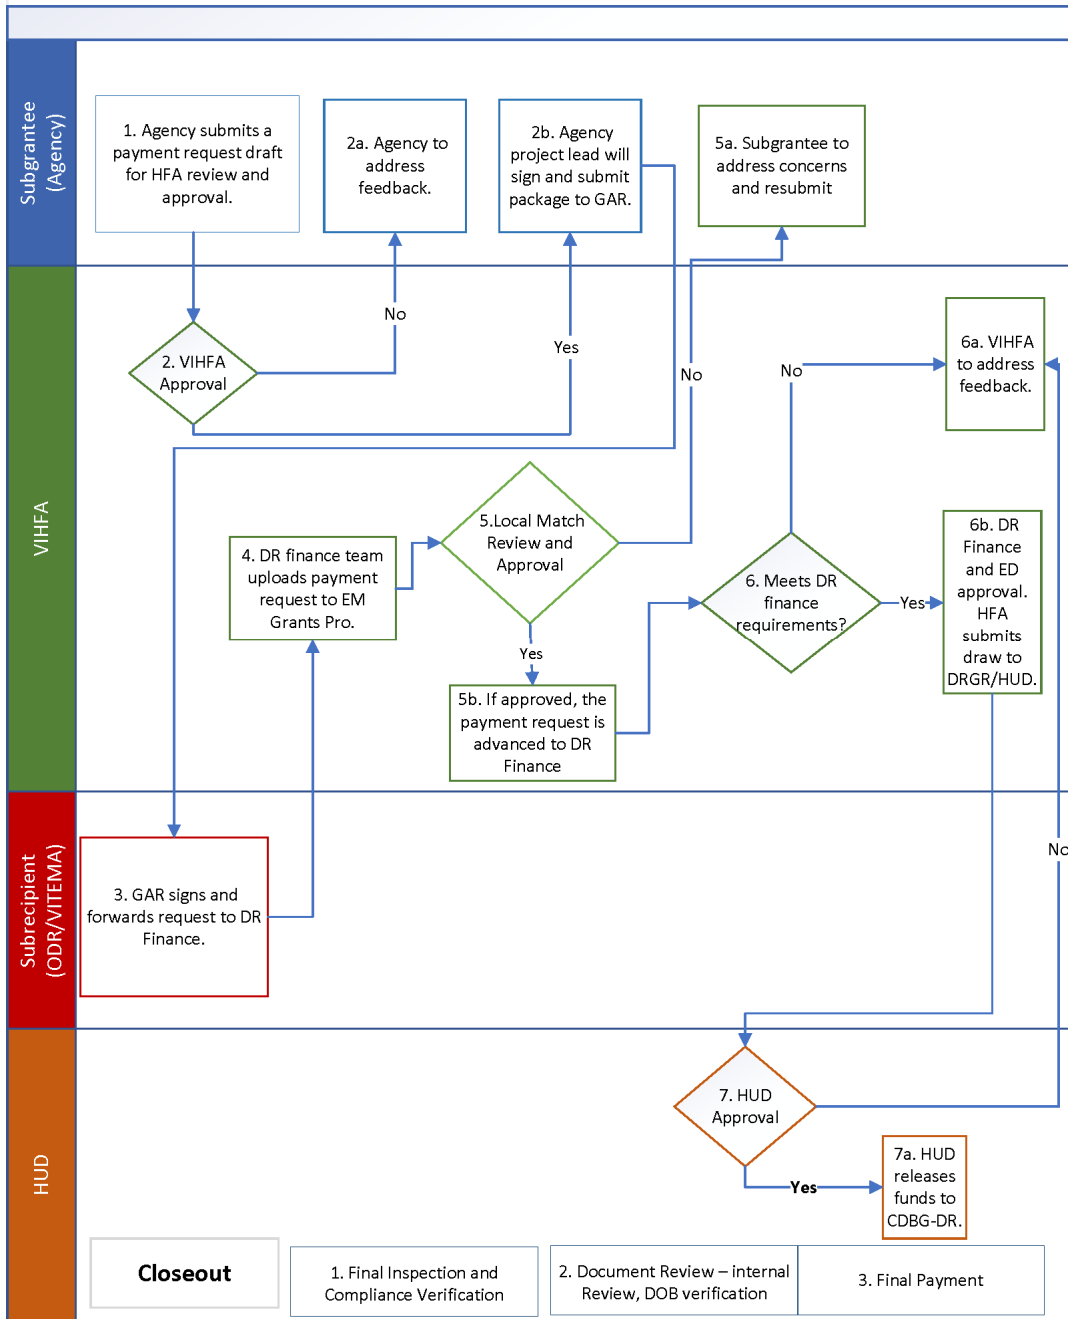 Subgrantee
(Agency)
1. Agency submits a
payment request draft
for HFA review and
approval.
2a. Agency to
address
feedback.
2b. Agency
project lead will
sign and submit
package to GAR.
5a. Subgrantee to
address concerns
and resubmit
VIHFA
2. VIHFA
Approval
No
Yes
No
No
6a. VIHFA
to address
feedback.
4. DR finance team
uploads payment
request to EM
Grants Pro.
5.Local Match
Review and
Approval
Yes
5b. If approved, the
payment request is
advanced to DR
Finance
6. Meets DR
finance
requirements?
Yes
6b. DR
Finance
and ED
approval.
HFA
submits
draw to
DRGR/HUD.
Subrecipient
(ODR/VITEMA)
3. GAR signs and
forwards request to DR
Finance.
No
HUD
7. HUD
Approval
Yes
7a. HUD
releases
funds to
CDBG-DR.
Closeout
1. Final Inspection and
Compliance Verification
2. Document Review – internal
Review, DOB verification
3. Final Payment